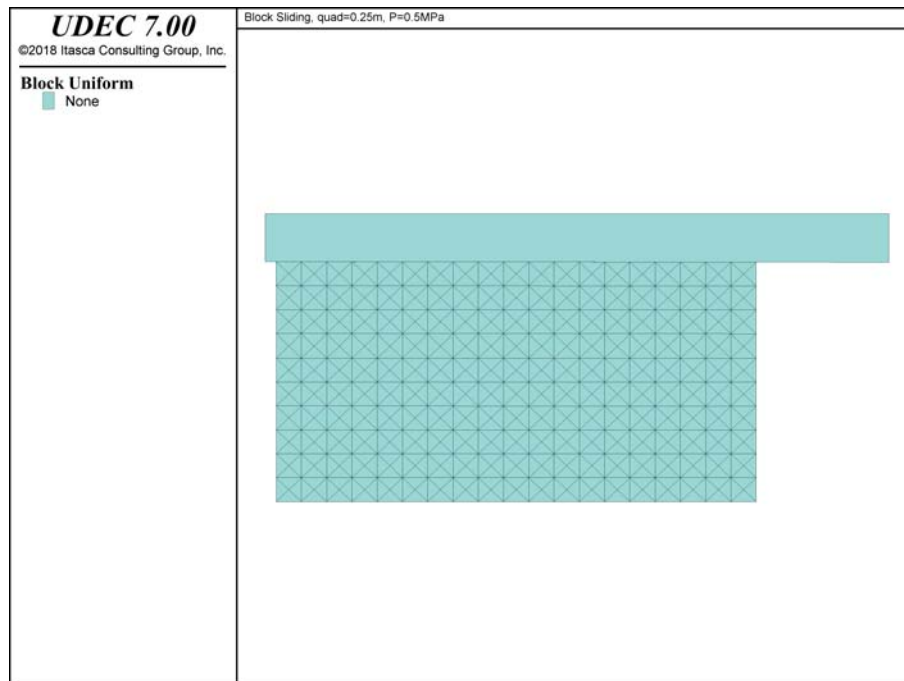 UDEC 7.00
©2018 Itasca Consulting Group, Inc.
Block Uniform
None
Block Sliding, quad=0.25m, P=0.5MPa